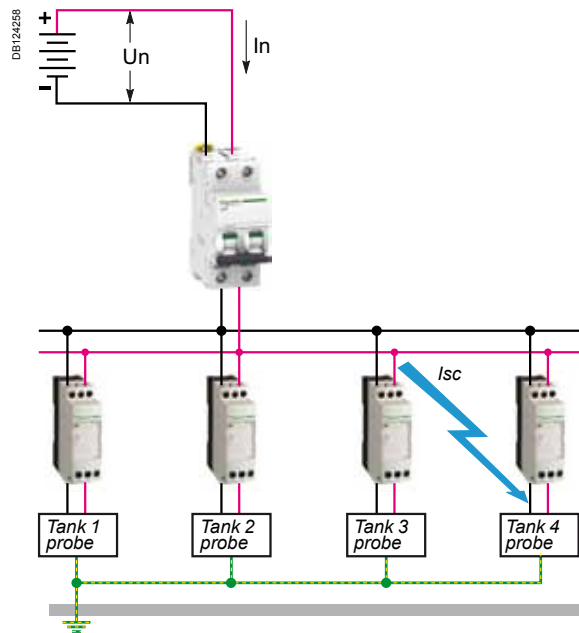 DB124258
+
Un
In
-
Isc
Tank 1
probe
Tank 2
probe
Tank 3
probe
Tank 4
probe